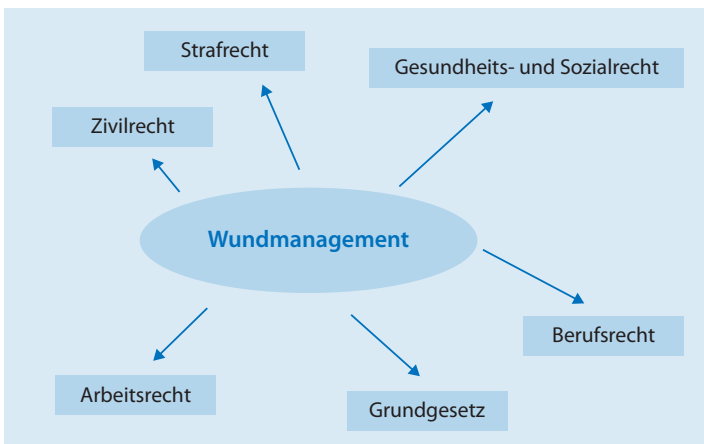 Strafrecht
Gesundheits- und Sozialrecht
Zivilrecht
Wundmanagement
Berufsrecht
Arbeitsrecht
Grundgesetz